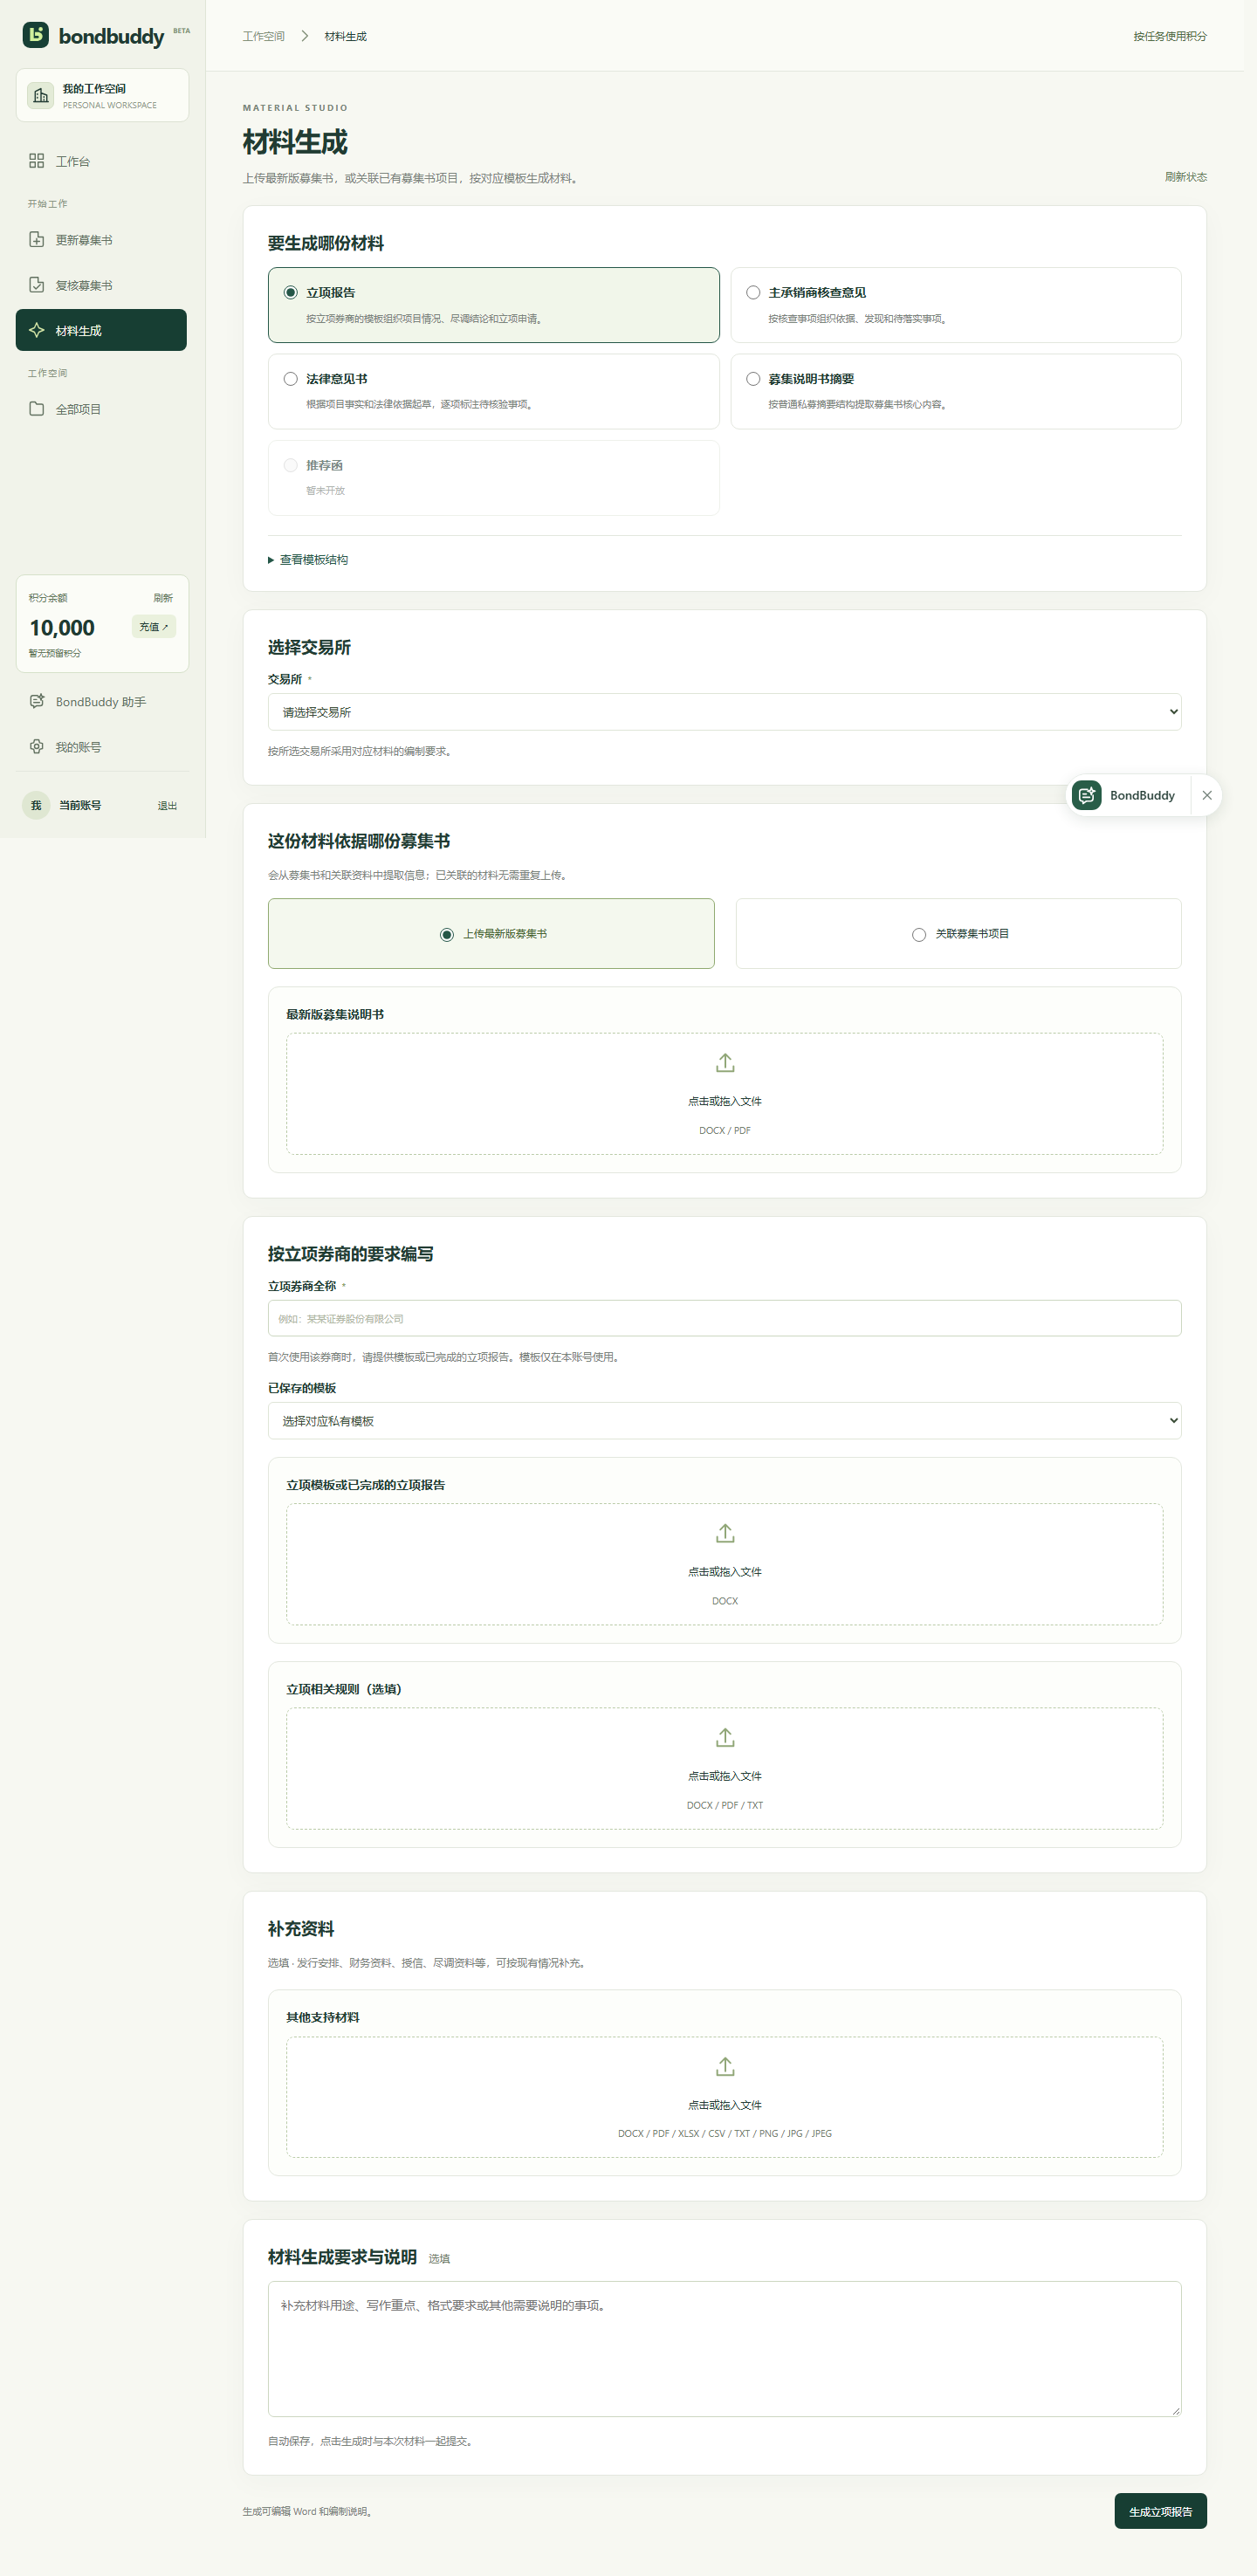 bondbuddy BETA
我的工作空间
PERSONAL WORKSPACE
工作台
开始工作
更新募集书
复核募集书
材料生成
工作空间
全部项目
积分余额 刷新
10,000 充值 ↗
暂无预留积分
BondBuddy 助手
我的账号
我 当前账号 退出
工作空间 > 材料生成 按任务使用积分
MATERIAL STUDIO
材料生成
上传最新版募集书，或关联已有募集书项目，按对应模板生成材料。 刷新状态
要生成哪份材料
立项报告
按立项券商的模板组织项目情况、尽调结论和立项申请。
主承销商核查意见
按核查事项组织依据、发现和待落实事项。
法律意见书
根据项目事实和法律依据起草，逐项标注待核验事项。
募集说明书摘要
按普通私募摘要结构提取募集书核心内容。
推荐函
暂未开放
▶ 查看模板结构
选择交易所
交易所 *
请选择交易所
按所选交易所采用对应材料的编制要求。
BondBuddy
这份材料依据哪份募集书
会从募集书和关联资料中提取信息；已关联的材料无需重复上传。
上传最新版募集书
关联募集书项目
最新版募集说明书
点击或拖入文件
DOCX / PDF
按立项券商的要求编写
立项券商全称 *
例如：某某证券股份有限公司
首次使用该券商时，请提供模板或已完成的立项报告。模板仅在本账号使用。
已保存的模板
选择对应私有模板
立项模板或已完成的立项报告
点击或拖入文件
DOCX
立项相关规则（选填）
点击或拖入文件
DOCX / PDF / TXT
补充资料
选填 · 发行安排、财务资料、授信、尽调资料等，可按现有情况补充。
其他支持材料
点击或拖入文件
DOCX / PDF / XLSX / CSV / TXT / PNG / JPG / JPEG
材料生成要求与说明 选填
补充材料用途、写作重点、格式要求或其他需要说明的事项。
自动保存，点击生成时与本次材料一起提交。
生成可编辑 Word 和编制说明。
生成立项报告